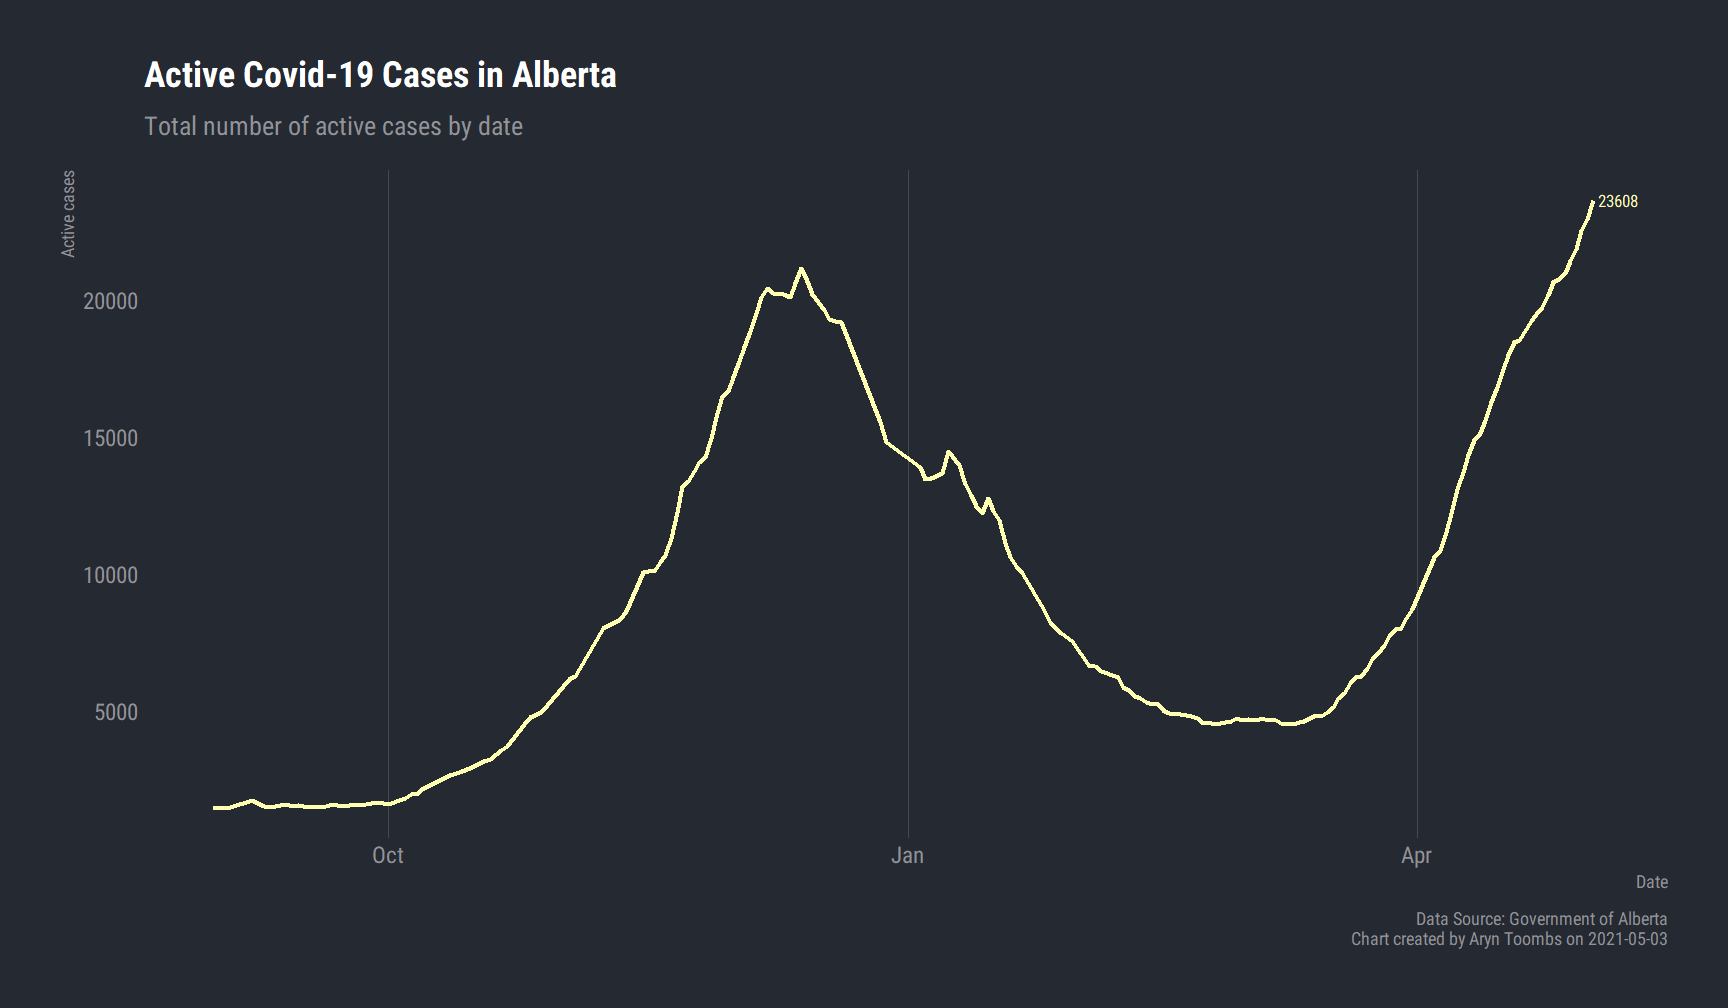 Active Covid-19 Cases in Alberta
Total number of active cases by date
Active cases
23608
20000
15000
10000
5000
Oct
Jan
Apr
Date
Data Source: Government of Alberta
Chart created by Aryn Toombs on 2021-05-03